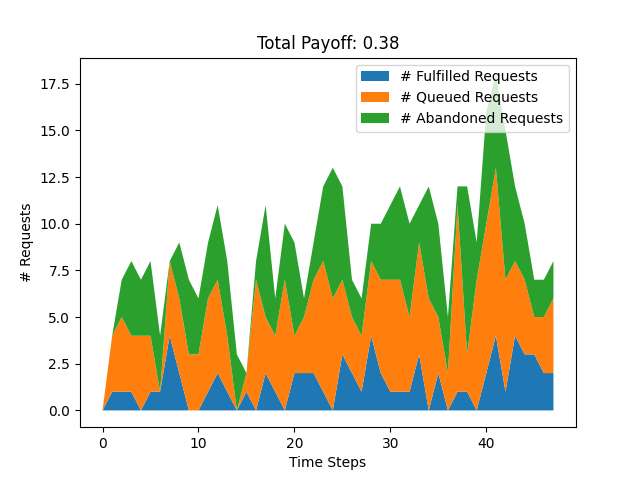 Total Payoff: 0.38
# Fulfilled Requests
# Queued Requests
# Abandoned Requests
# Requests
17.5
15.0
12.5
10.0
7.5
5.0
2.5
0.0
0 10 20 30 40
Time Steps